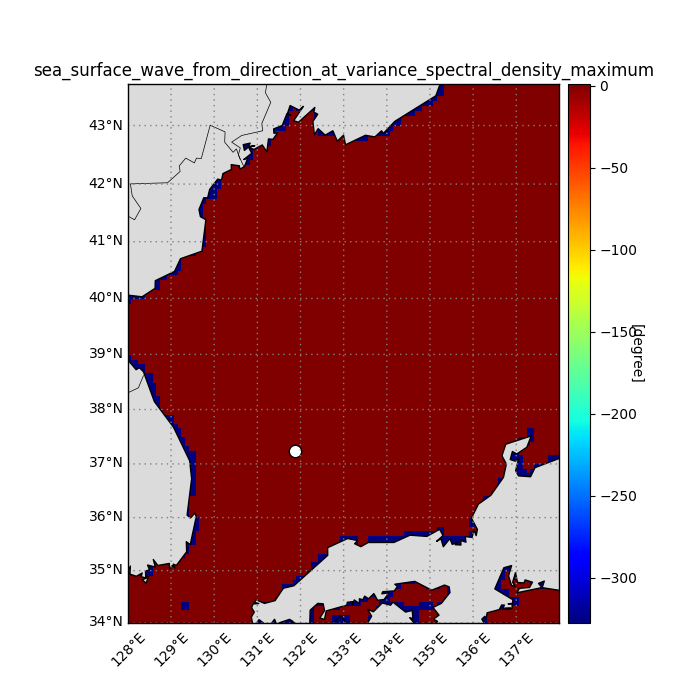 sea_surface_wave_from_direction_at_variance_spectral_density_maximum
43°N
42°N
41°N
40°N
39°N
38°N
37°N
36°N
35°N
34°N
128°E
129°E
130°E
131°E
132°E
133°E
134°E
135°E
136°E
137°E
0
−50
−100
−150
−200
−250
−300
[degree]